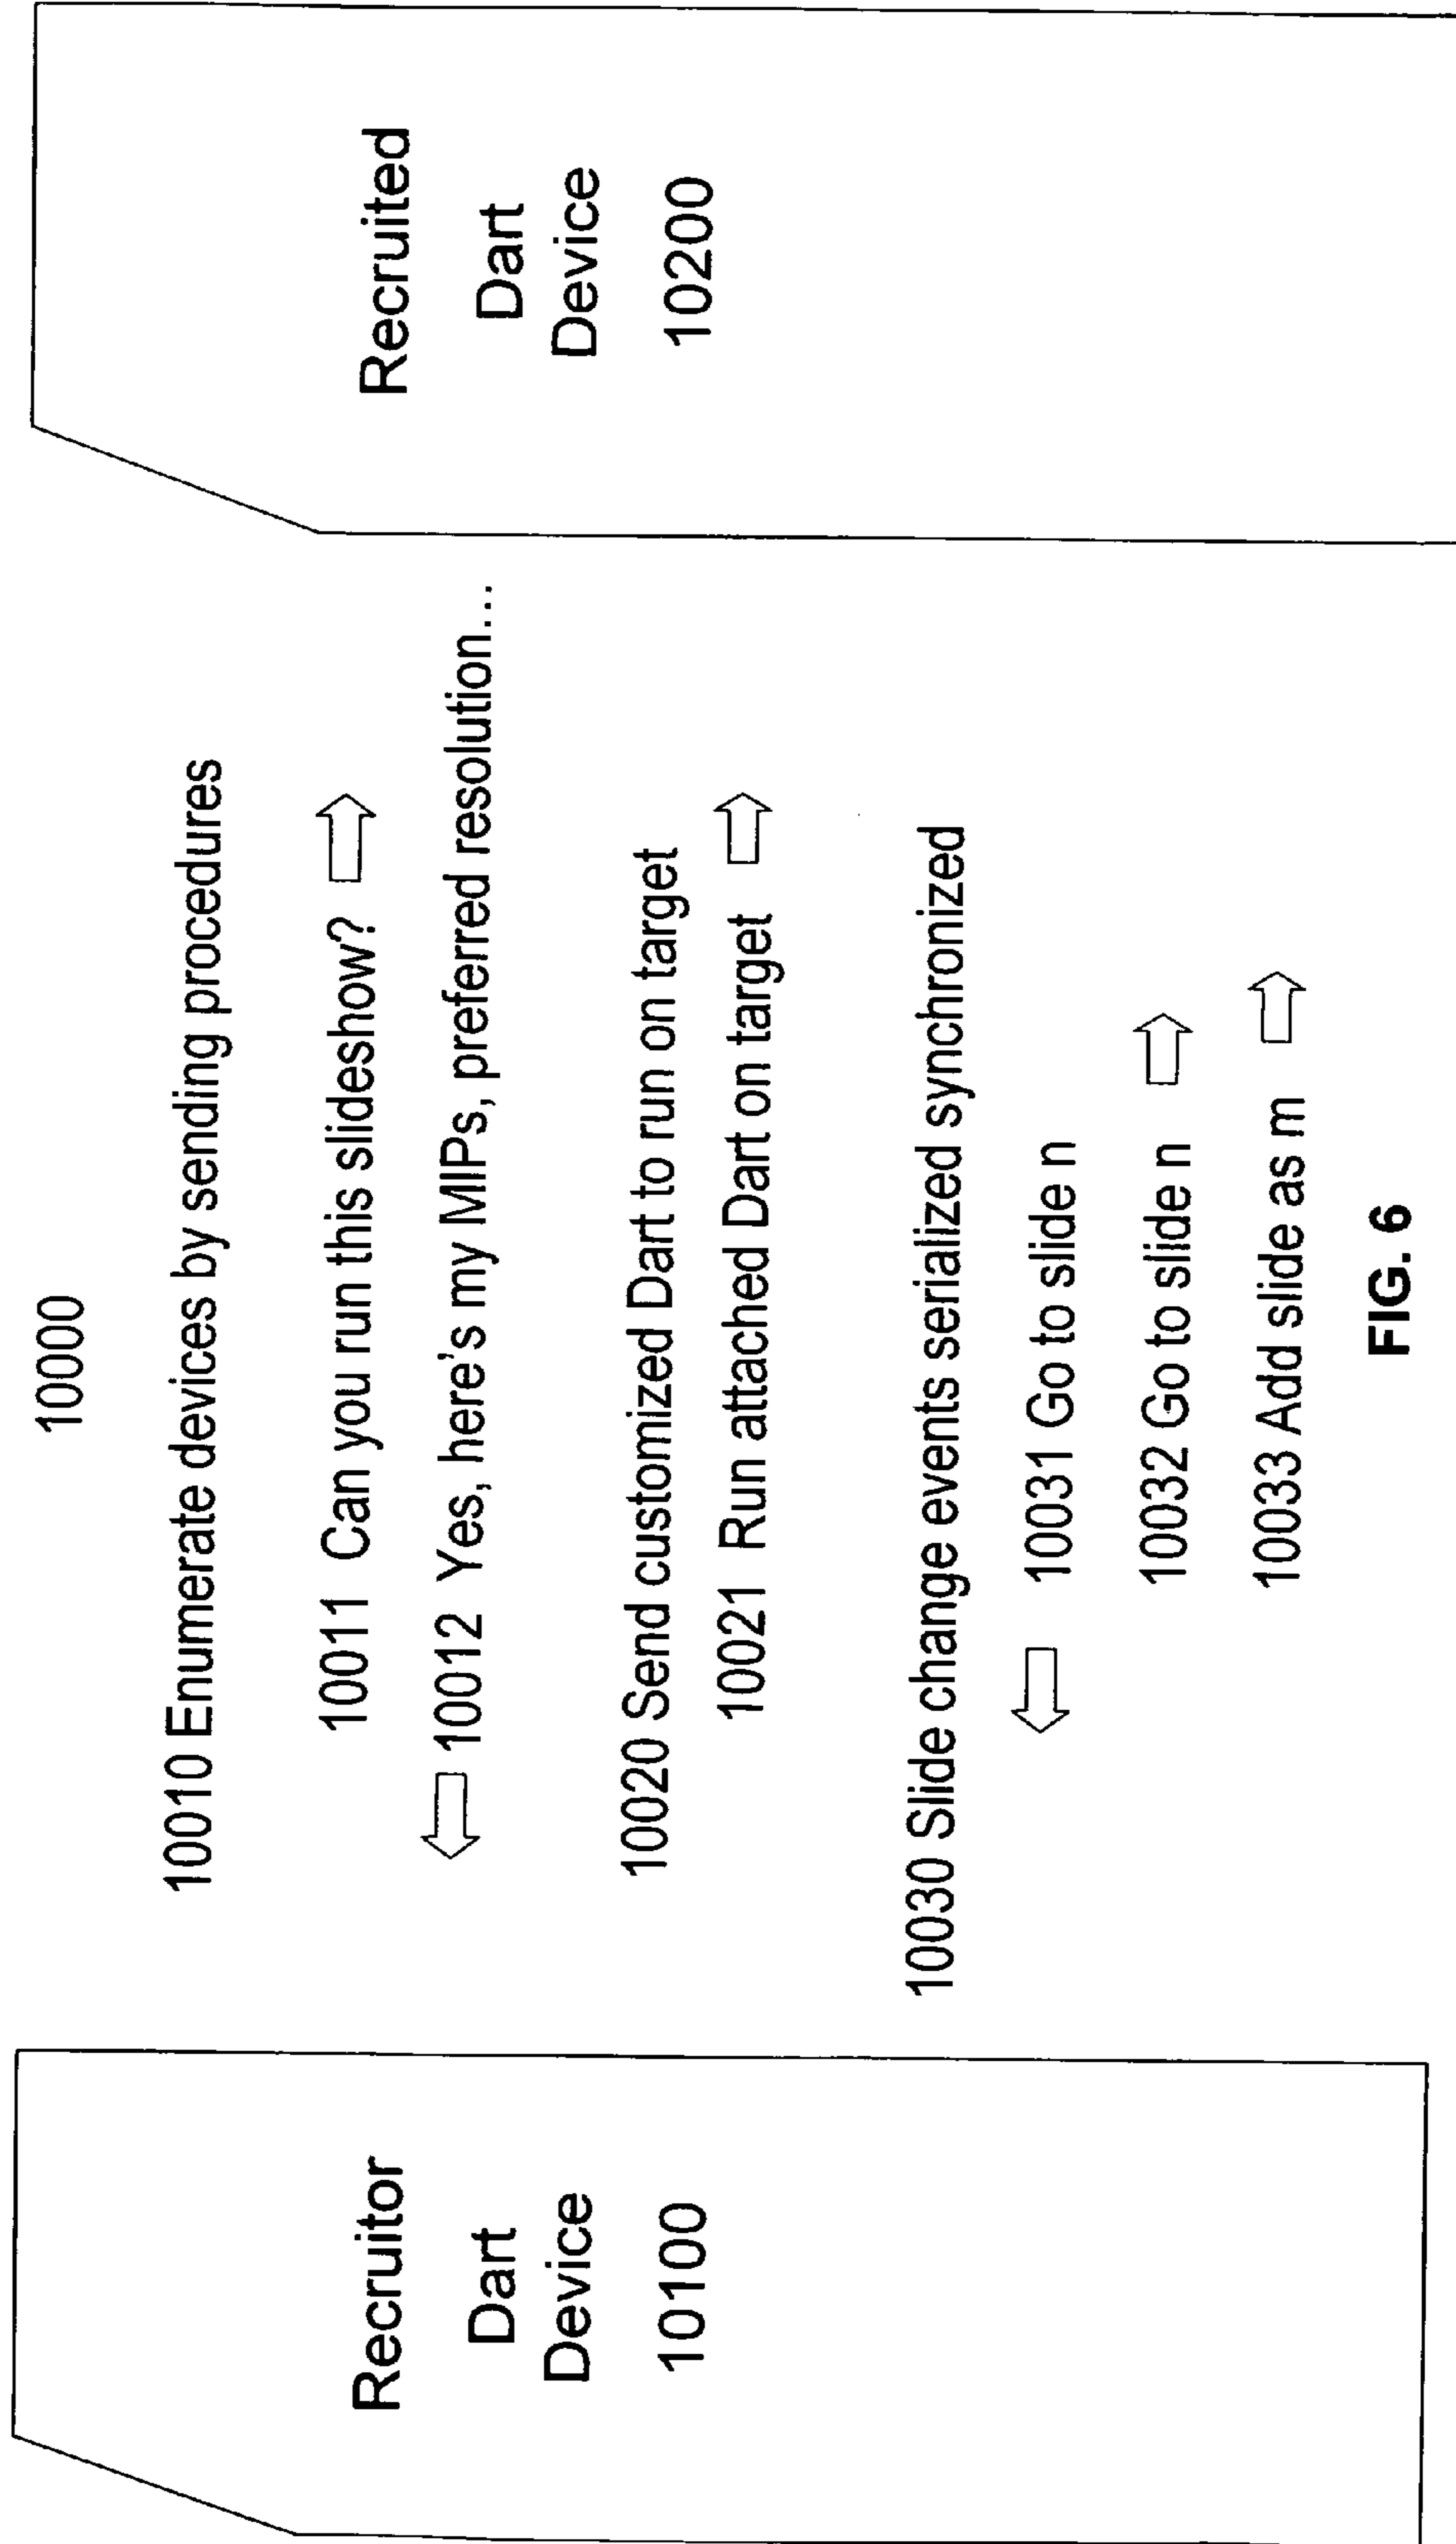 10000
Recruitor
Dart
Device
10100
10010 Enumerate devices by sending procedures
10011 Can you run this slideshow?
10012 Yes, here's my MIPs, preferred resolution...
10020 Send customized Dart to run on target
10021 Run attached Dart on target
10030 Slide change events serialized synchronized
10031 Go to slide n
10032 Go to slide n
10033 Add slide as m
Recruited
Dart
Device
10200
FIG. 6